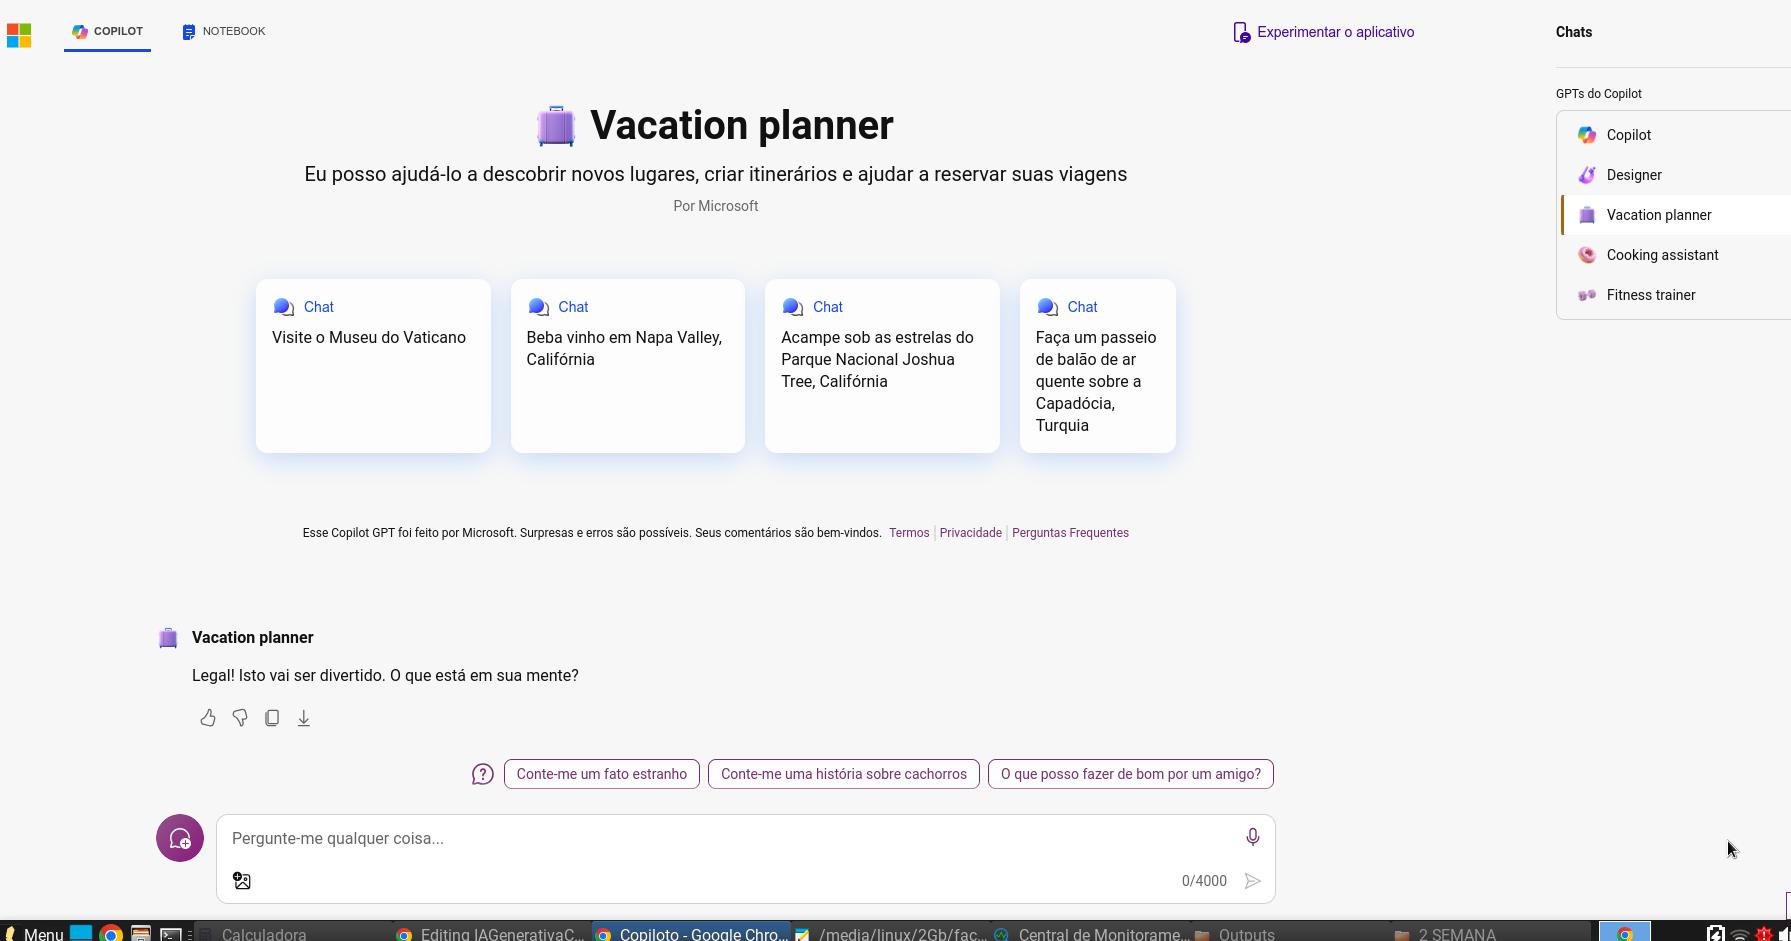 COPILOT
NOTEBOOK
Experimentar o aplicativo
Chats
Vacation planner
Eu posso ajudá-lo a descobrir novos lugares, criar itinerários e ajudar a reservar suas viagens
Por Microsoft
GPTs do Copilot
Copilot
Designer
Vacation planner
Cooking assistant
Fitness trainer
Chat
Visite o Museu do Vaticano
Chat
Beba vinho em Napa Valley,
Califórnia
Chat
Acampe sob as estrelas do
Parque Nacional Joshua
Tree, Califórnia
Chat
Faça um passeio
de balão de ar
quente sobre a
Capadócia,
Turquia
Esse Copilot GPT foi feito por Microsoft. Surpresas e erros são possíveis. Seus comentários são bem-vindos. Termos Privacidade Perguntas Frequentes
Vacation planner
Legal! Isto vai ser divertido. O que está em sua mente?
Conte-me um fato estranho
Conte-me uma história sobre cachorros
O que posso fazer de bom por um amigo?
Pergunte-me qualquer coisa...
0/4000
Menu
Calculadora
Editing IAGenerativaC...
Copiloto - Google Chro...
/media/linux/2Gb/fac...
Central de Monitorame...
Outputs
2 SEMANA